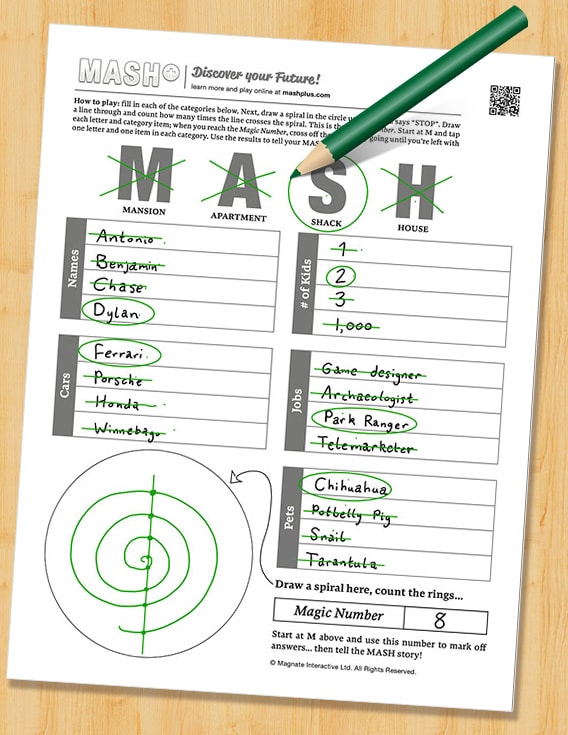 MASH Discover your Future!
learn more and play online at mashplus.com
How to play: fill in each of the categories below. Next, draw a spiral in the circle u says "STOP". Draw
a line through and count how many times the line crosses the spiral. This is th mber. Start at M and tap
each letter and category item; when you reach the Magic Number, cross off th going until you're left with
one letter and one item in each category. Use the results to tell your MAS
M A S H
MANSION APARTMENT SHACK HOUSE
Names
Antonio
Benjamin
Chase
Dylan
# of Kids
1
2
3
1,000
Cars
Ferrari
Porsche
Honda
Winnebago
Jobs
Game designer
Archaeologist
Park Ranger
Telemarketer
Pets
Chihuahua
Potbelly Pig
Snail
Tarantula
Draw a spiral here, count the rings...
Magic Number 8
Start at M above and use this number to mark off
answers... then tell the MASH story!
© Magnate Interactive Ltd. All Rights Reserved.